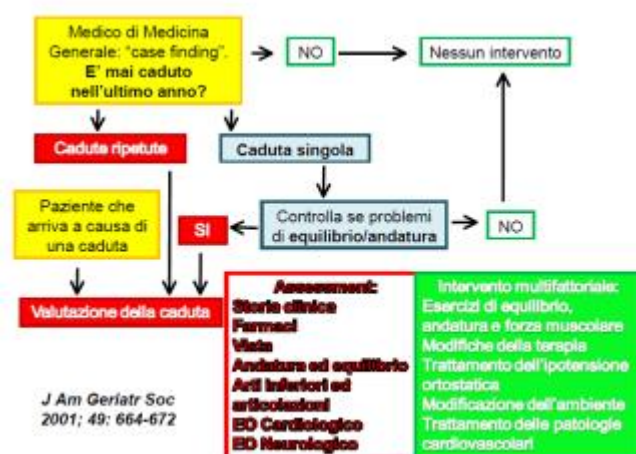 Medico di Medicina
Generale: "case finding".
E' mai caduto
nell'ultimo anno?
NO
Nessun intervento
Cadute ripetute
Caduta singola
Paziente che
arriva a causa di
una caduta
SI
Controlla se problemi
di equilibrio/andatura
NO
Valutazione della caduta
Assessment:
Storia clinica
Farmaci
Vista
Andatura ed equilibrio
Arti inferiori ed
articolazioni
EO Cardiologico
EO Neurologico
Intervento multifattoriale:
Esercizi di equilibrio,
andatura e forza muscolare
Modifiche della terapia
Trattamento dell'ipotensione
ortostatica
Modificazione dell'ambiente
Trattamento delle patologie
cardiovascolari
J Am Geriatr Soc
2001; 49: 664-672